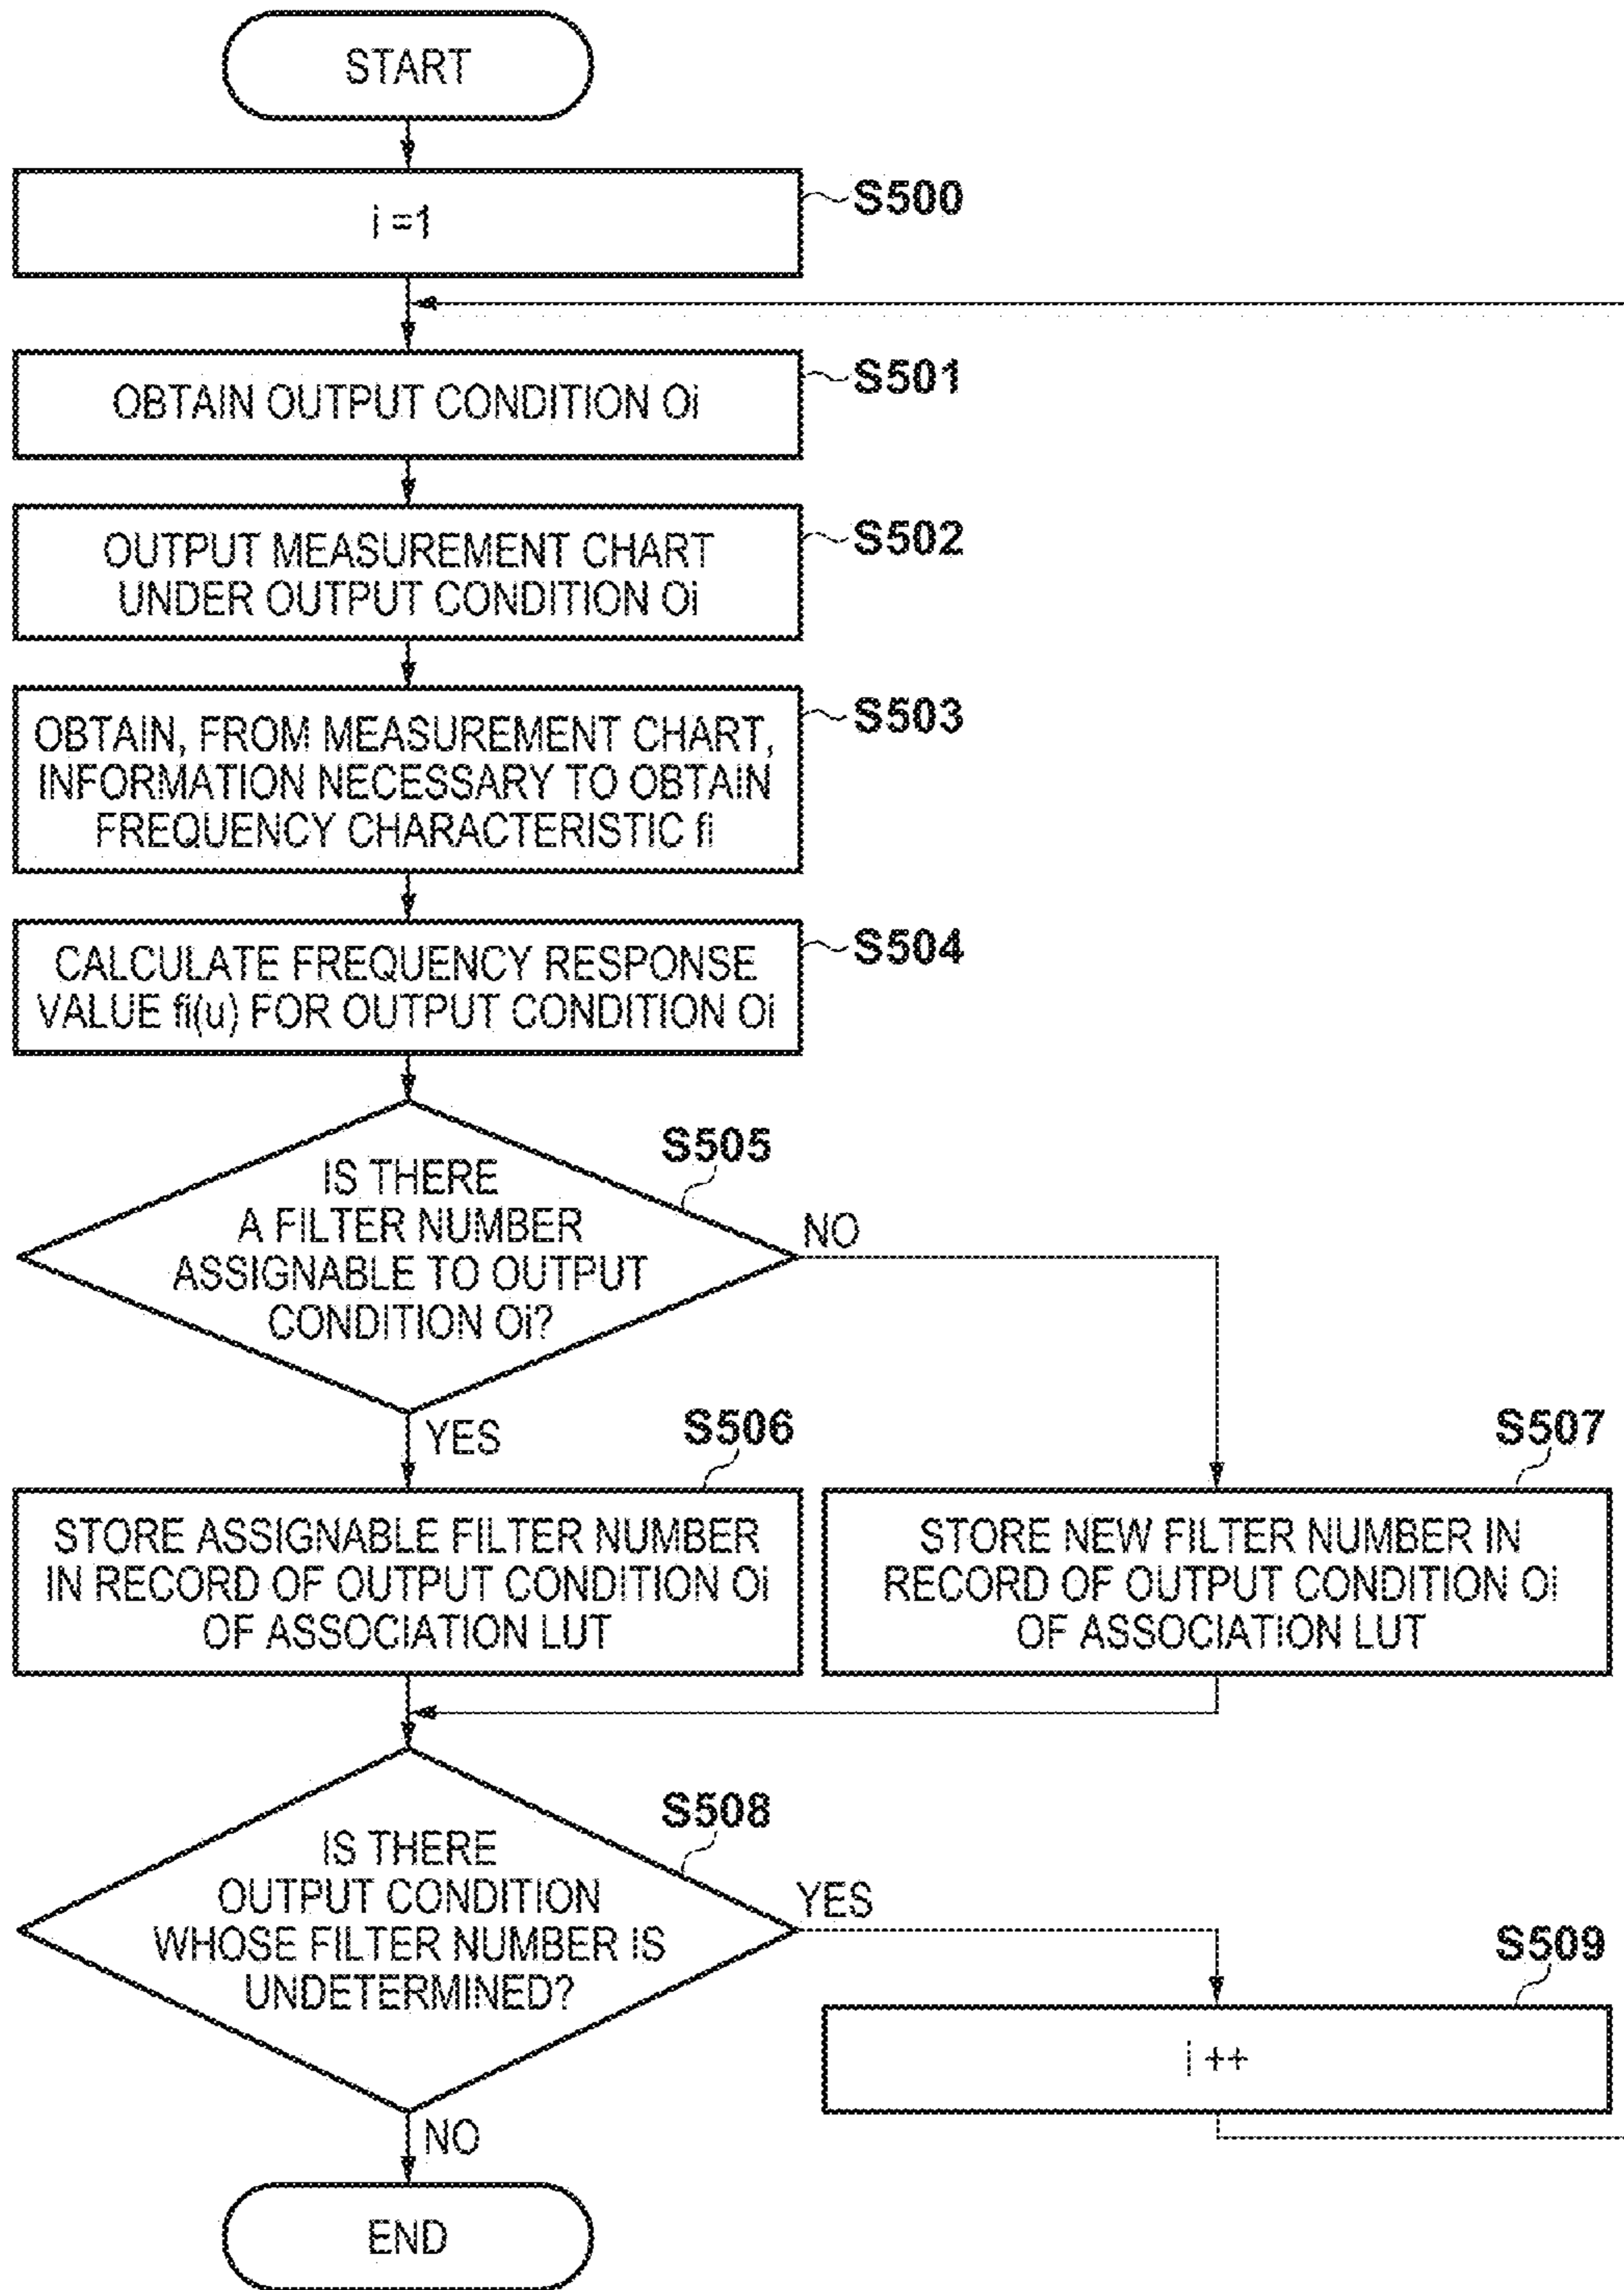 START
S500
i =1
S501
OBTAIN OUTPUT CONDITION Oi
S502
OUTPUT MEASUREMENT CHART
UNDER OUTPUT CONDITION Oi
S503
OBTAIN, FROM MEASUREMENT CHART,
INFORMATION NECESSARY TO OBTAIN
FREQUENCY CHARACTERISTIC fi
S504
CALCULATE FREQUENCY RESPONSE
VALUE fi(u) FOR OUTPUT CONDITION Oi
S505
IS THERE
A FILTER NUMBER
ASSIGNABLE TO OUTPUT
CONDITION Oi?
NO
YES
S506
STORE ASSIGNABLE FILTER NUMBER
IN RECORD OF OUTPUT CONDITION Oi
OF ASSOCIATION LUT
S507
STORE NEW FILTER NUMBER IN
RECORD OF OUTPUT CONDITION Oi
OF ASSOCIATION LUT
S508
IS THERE
OUTPUT CONDITION
WHOSE FILTER NUMBER IS
UNDETERMINED?
YES
S509
i ++
NO
END